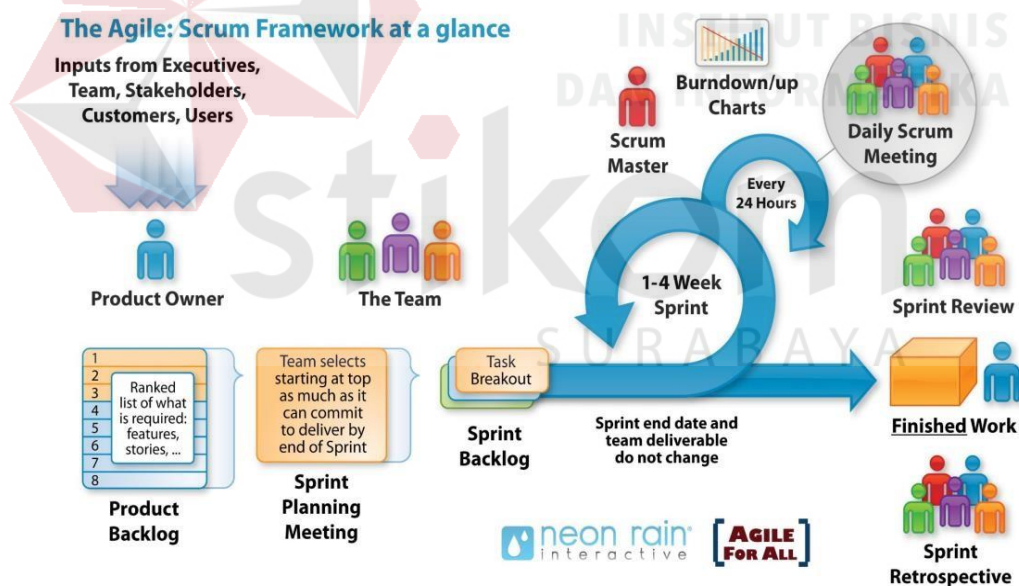 The Agile: Scrum Framework at a glance
Inputs from Executives,
Team, Stakeholders,
Customers, Users
Product Owner
The Team
Scrum
Master
Burndown/up
Charts
Daily Scrum
Meeting
Every
24 Hours
1-4 Week
Sprint
Sprint Review
1
2
3
4
5
6
7
8
Ranked
list of what
is required:
features,
stories, ...
Product
Backlog
Team selects
starting at top
as much as it
can commit
to deliver by
end of Sprint
Sprint
Planning
Meeting
Task
Breakout
Sprint
Backlog
Sprint end date and
team deliverable
do not change
Finished Work
Sprint
Retrospective
neon rain
interactive
AGILE
FOR ALL
INSTITUT BISNIS
DAN INFORMATIKA
stikom
SURABAYA